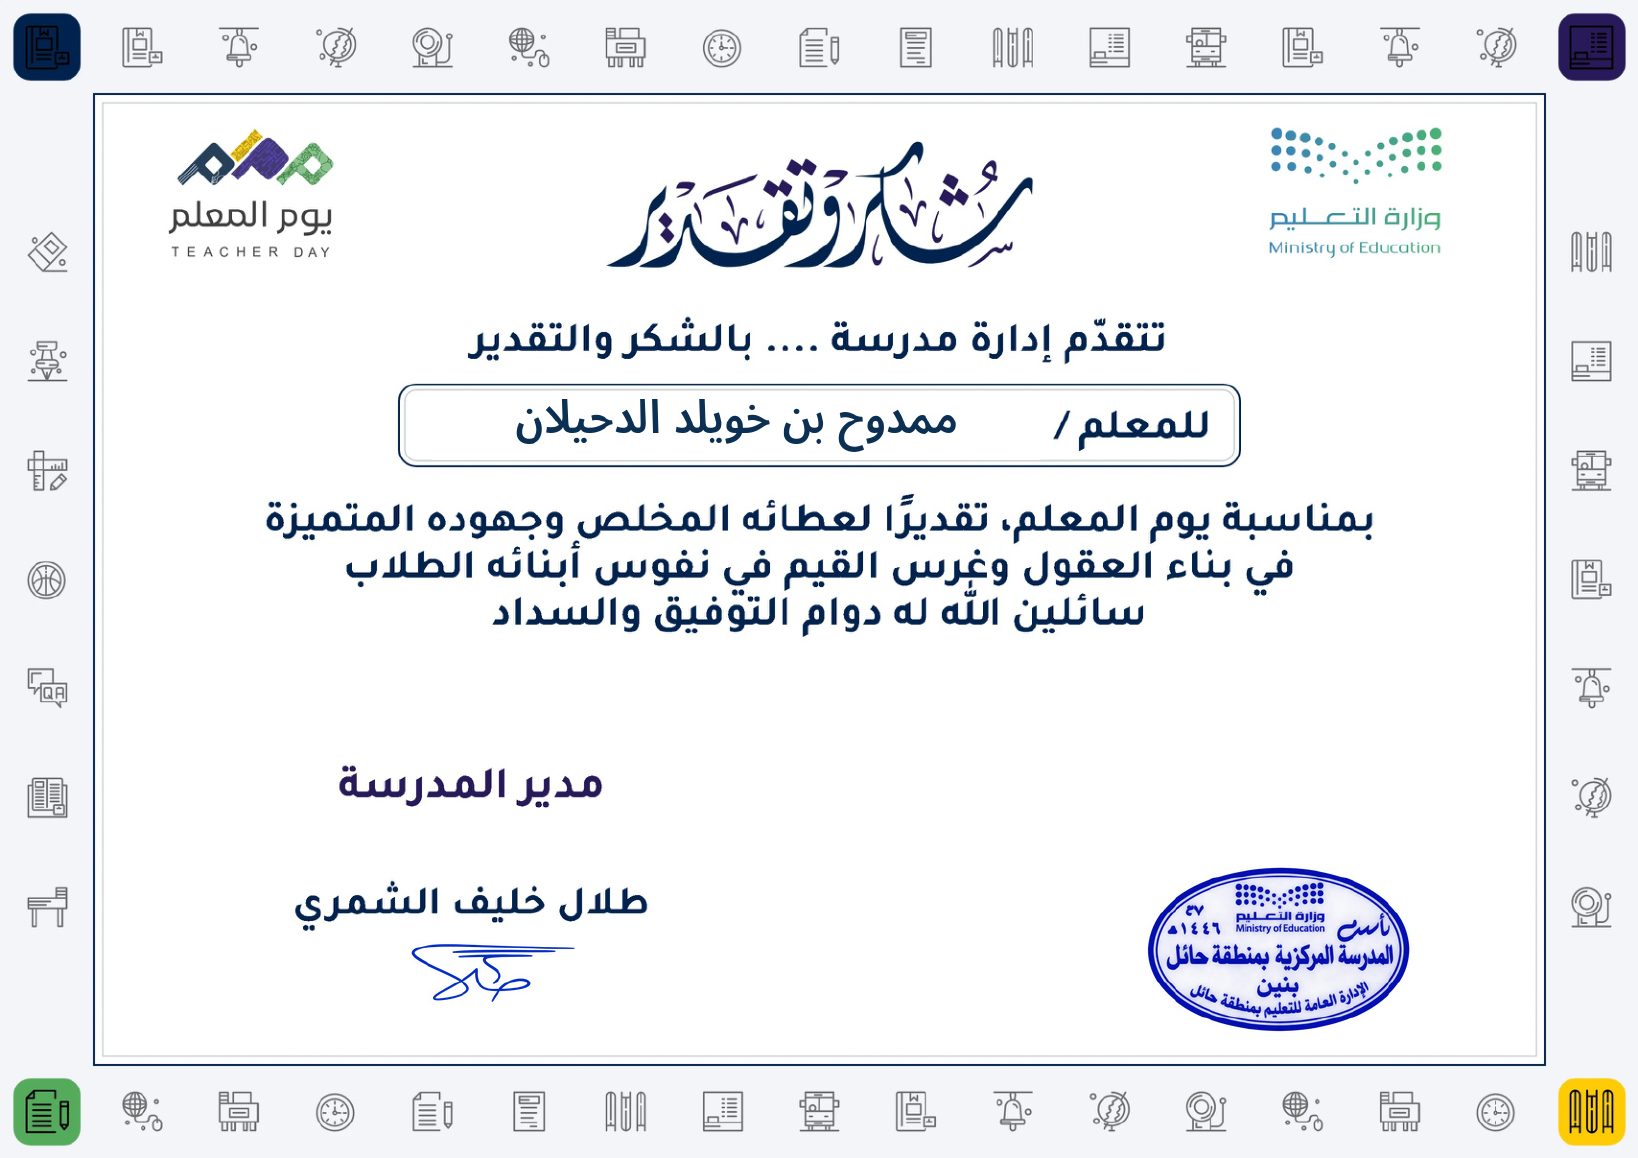 وزارة التعليم
Ministry of Education
شكر وتقدير
يوم المعلم
TEACHER DAY
تتقدّم إدارة مدرسة .... بالشكر والتقدير
للمعلم / ممدوح بن خويلد الدحيلان
بمناسبة يوم المعلم، تقديرًا لعطائه المخلص وجهوده المتميزة
في بناء العقول وغرس القيم في نفوس أبنائه الطلاب
سائلين الله له دوام التوفيق والسداد
مدير المدرسة
طلال خليف الشمري
وزارة التعليم
Ministry of Education
١٤٤٦هـ
المدرسة المركزية بمنطقة حائل
بنين
الإدارة العامة للتعليم بمنطقة حائل
QA